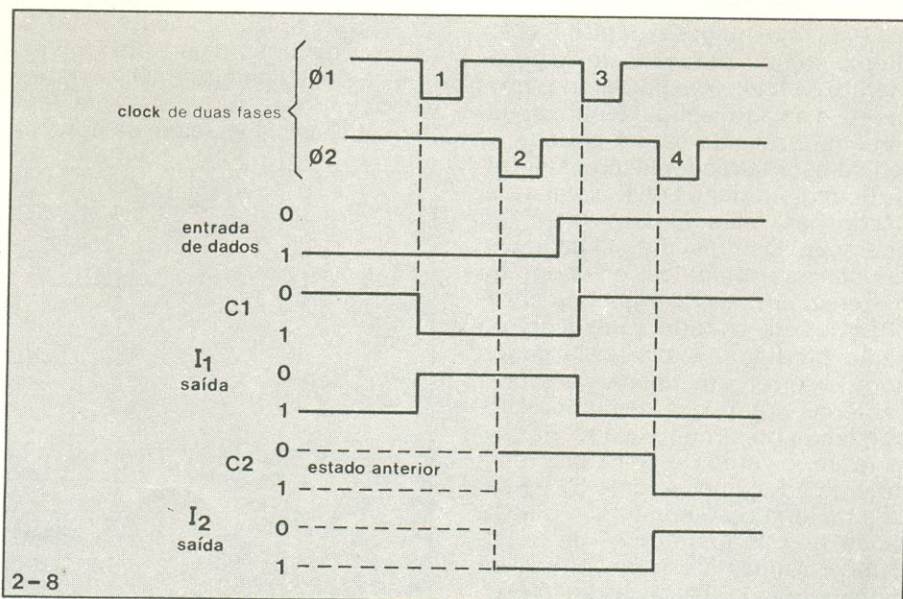 Ø1 1 3
clock de duas fases
Ø2 2 4
0
entrada
de dados
1
0
C1
1
I1 0
saída
1
0
C2 estado anterior
1
I2 0
saída
1
2-8